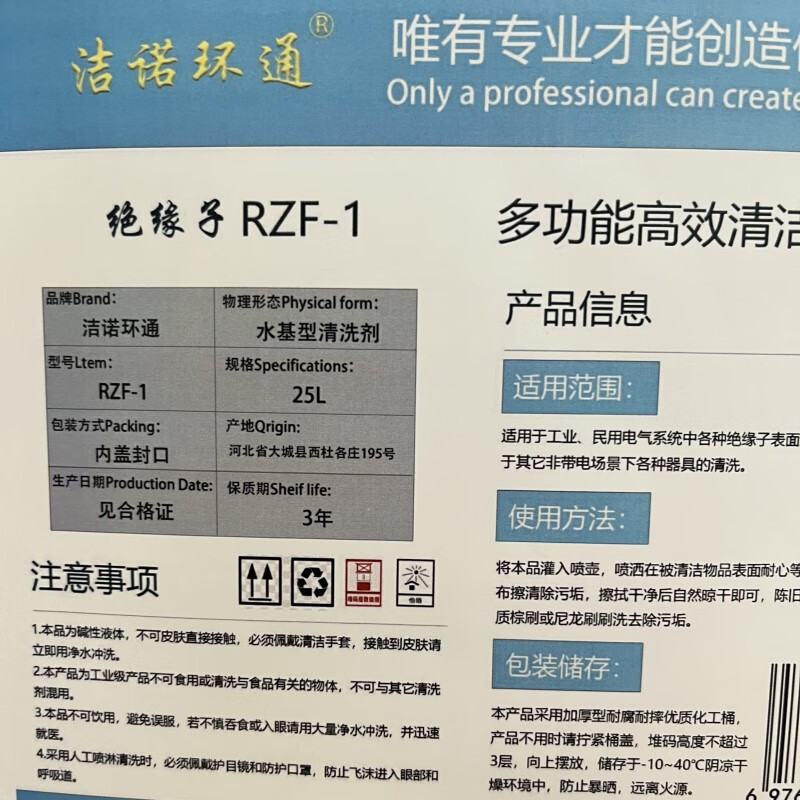 洁诺环通®
唯有专业才能创造
Only a professional can create
绝缘子 RZF-1
品牌Brand:
洁诺环通
物理形态Physical form:
水基型清洗剂
型号Ltem:
RZF-1
规格Specifications:
25L
包装方式Packing:
内盖封口
产地Qrigin:
河北省大城县西杜各庄195号
生产日期Production Date:
见合格证
保质期Sheif life:
3年
注意事项
怕晒
1.本品为碱性液体，不可皮肤直接接触，必须佩戴清洁手套，接触到皮肤请
立即用净水冲洗。
2.本产品为工业级产品不可食用或清洗与食品有关的物体，不可与其它清洗
剂混用。
3.本品不可饮用，避免误服，若不慎吞食或入眼请用大量净水冲洗，并迅速
就医。
4.采用人工喷淋清洗时，必须佩戴护目镜和防护口罩，防止飞沫进入眼部和
呼吸道。
多功能高效清洁
产品信息
适用范围：
适用于工业、民用电气系统中各种绝缘子表面
于其它非带电场景下各种器具的清洗。
使用方法：
将本品灌入喷壶，喷洒在被清洁物品表面耐心等
布擦清除污垢，擦拭干净后自然晾干即可，陈旧
质棕刷或尼龙刷刷洗去除污垢。
包装储存：
本产品采用加厚型耐腐耐摔优质化工桶，
产品不用时请拧紧桶盖，堆码高度不超过
3层，向上摆放，储存于-10~40℃阴凉干
燥环境中，防止暴晒，远离火源。
6 976